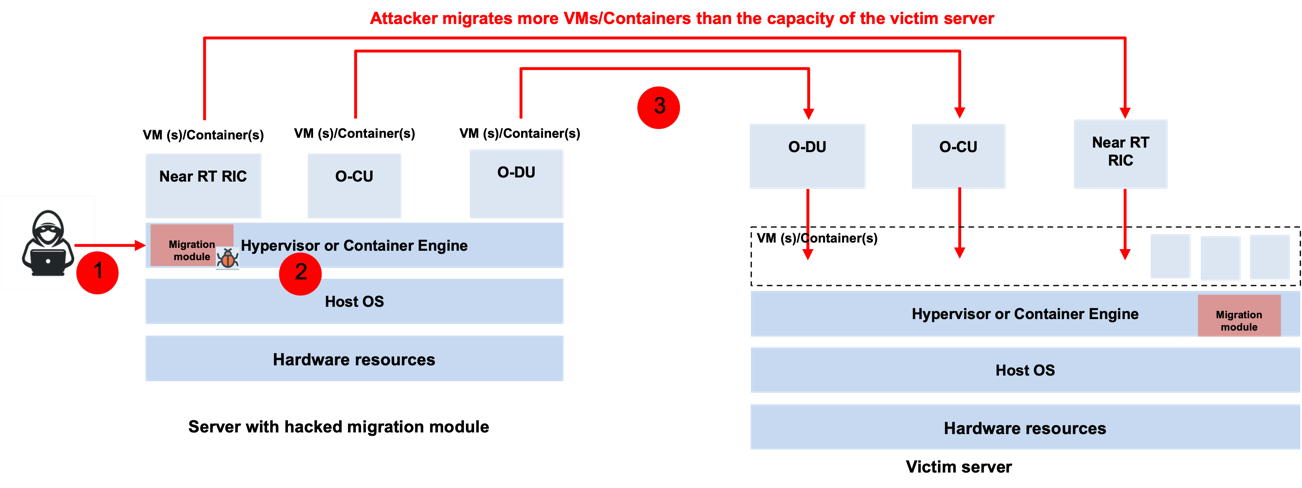 Attacker migrates more VMs/Containers than the capacity of the victim server
3
VM (s)/Container(s)
VM (s)/Container(s)
VM (s)/Container(s)
Near RT RIC
O-CU
O-DU
O-DU
O-CU
Near RT
RIC
Migration
module
Hypervisor or Container Engine
1
2
Host OS
Hardware resources
Server with hacked migration module
VM (s)/Container(s)
Hypervisor or Container Engine
Migration
module
Host OS
Hardware resources
Victim server